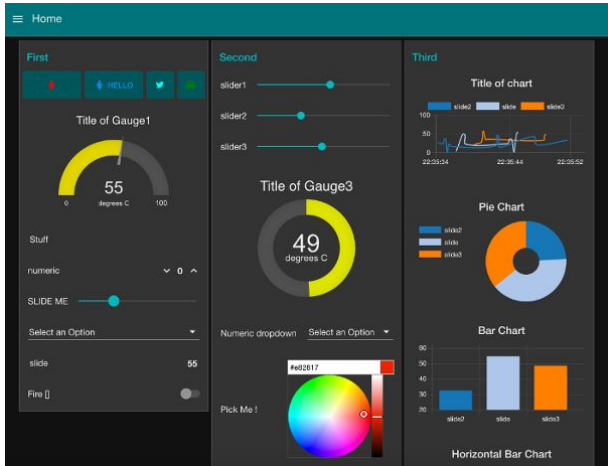 Home
First
HELLO
Title of Gauge1
55
degrees C
0
100
Stuff
numeric
0
SLIDE ME
Select an Option
slide
55
Fire []
Second
slider1
slider2
slider3
Title of Gauge3
49
degrees C
Numeric dropdown
Select an Option
#e82617
Pick Me !
Third
Title of chart
slide2 slide slide3
100
50
0
22:35:34 22:35:44 22:35:52
Pie Chart
slide2
slide
slide3
Bar Chart
60
50
40
30
20
slide2 slide slide3
Horizontal Bar Chart